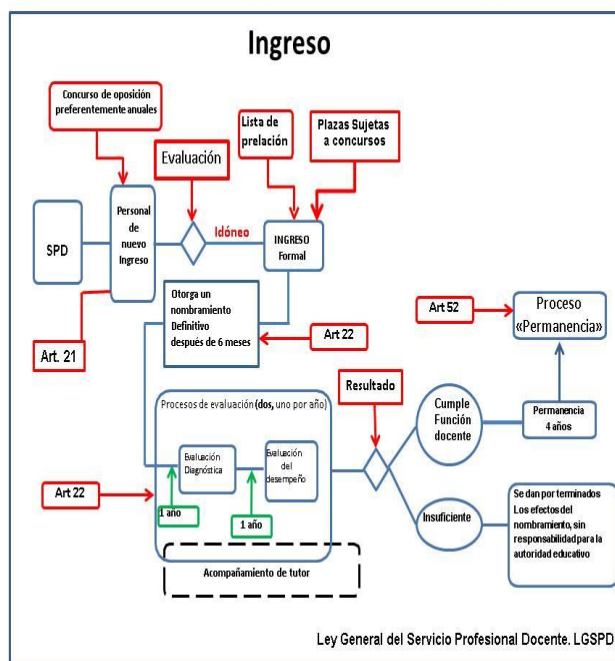 Ingreso
Concurso de oposición
preferentemente anuales
Evaluación
Lista de
prelación
Plazas Sujetas
a concursos
SPD
Personal
de
nuevo
Ingreso
Idóneo
INGRESO
Formal
Art. 21
Otorga un
nombramiento
Definitivo
después de 6 meses
Art 22
Art 52
Proceso
«Permanencia»
Resultado
Procesos de evaluación (dos, uno por año)
Evaluación
Diagnóstica
Evaluación
del
desempeño
Cumple
Función
docente
Permanencia
4 años
Art 22
1 año
1 año
Insuficiente
Se dan por terminados
Los efectos del
nombramiento, sin
responsabilidad para la
autoridad educativo
Acompañamiento de tutor
Ley General del Servicio Profesional Docente. LGSPD